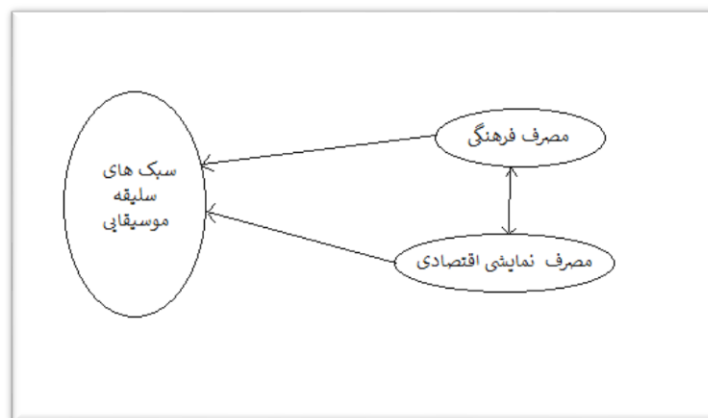 مصرف فرهنگی
سبک های
سلیقه
موسیقایی
مصرف نمایشی اقتصادی